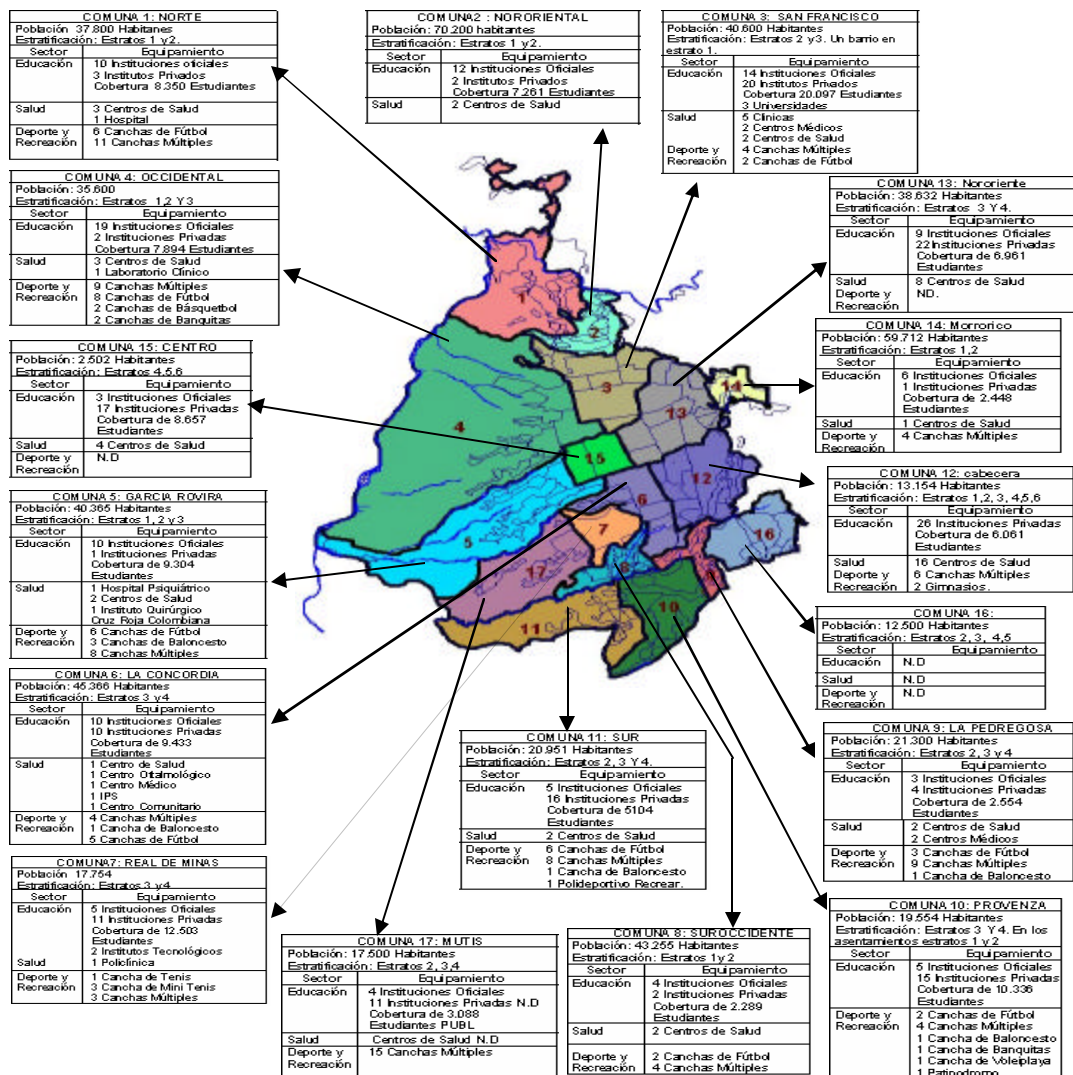 COMUNA 1: NORTE
Población 37.800 Habitanes
Estratificación: Estratos 1 y2.
Sector Equipamiento
Educación 10 Instituciones oficiales
3 Institutos Privados
Cobertura 8.350 Estudiantes
Salud 3 Centros de Salud
1 Hospital
Deporte y 6 Canchas de Fútbol
Recreación 11 Canchas Múltiples
COMUNA2 : NORORIENTAL
Población: 70.200 habitantes
Estratificación: Estratos 1 y2.
Sector Equipamiento
Educación 12 Instituciones Oficiales
2 Institutos Privados
Cobertura 7.261 Estudiantes
Salud 2 Centros de Salud
COMUNA 3: SAN FRANCISCO
Población: 40.600 Habitantes
Estratificación: Estratos 2 y3. Un barrio en
estrato 1.
Sector Equipamiento
Educación 14 Instituciones Oficiales
20 Institutos Privados
Cobertura 20.097 Estudiantes
3 Universidades
Salud 5 Clinicas
2 Centros Médicos
2 Centros de Salud
Deporte y 4 Canchas Múltiples
Recreación 2 Canchas de Fútbol
COMUNA 4: OCCIDENTAL
Población: 35.600
Estratificación: Estratos 1,2 Y3
Sector Equipamiento
Educación 19 Instituciones Oficiales
2 Instituciones Privadas
Cobertura 7.894 Estudiantes
Salud 3 Centros de Salud
1 Laboratorio Clínico
Deporte y 9 Canchas Múltiples
Recreación 8 Canchas de Fútbol
2 Canchas de Básquetbol
2 Canchas de Banquitas
COMUNA 13: Nororiente
Población: 38.632 Habitantes
Estratificación: Estratos 3 Y4.
Sector Equipamiento
Educación 9 Instituciones Oficiales
22Instituciones Privadas
Cobertura de 6.961
Estudiantes
Salud 8 Centros de Salud
Deporte y ND.
Recreación
COMUNA 14: Morrorico
Población: 59.712 Habitantes
Estratificación: Estratos 1,2
Sector Equipamiento
Educación 6 Instituciones Oficiales
1 Instituciones Privadas
Cobertura de 2.448
Estudiantes
Salud 1 Centros de Salud
Deporte y 4 Canchas Múltiples
Recreación
COMUNA 15: CENTRO
Población: 2.502 Habitantes
Estratificación: Estratos 4,5,6
Sector Equipamiento
Educación 3 Instituciones Oficiales
17 Instituciones Privadas
Cobertura de 8.657
Estudiantes
Salud 4 Centros de Salud
Deporte y N.D
Recreación
COMUNA 12: cabecera
Población: 13.154 Habitantes
Estratificación: Estratos 1,2, 3, 4,5,6
Sector Equipamiento
Educación 26 Instituciones Privadas
Cobertura de 6.061
Estudiantes
Salud 16 Centros de Salud
Deporte y 6 Canchas Múltiples
Recreación 2 Gimnasios.
COMUNA 5: GARCIA ROVIRA
Población: 40.365 Habitantes
Estratificación: Estratos 1, 2 y 3
Sector Equipamiento
Educación 10 Instituciones Oficiales
1 Instituciones Privadas
Cobertura de 9.304
Estudiantes
Salud 1 Hospital Psiquiátrico
2 Centros de Salud
1 Instituto Quirúrgico
Cruz Roja Colombiana
Deporte y 6 Canchas de Fútbol
Recreación 3 Canchas de Baloncesto
8 Canchas Múltiples
COMUNA 16:
Población: 12.500 Habitantes
Estratificación: Estratos 2, 3, 4,5
Sector Equipamiento
Educación N.D
Salud N.D
Deporte y N.D
Recreación
COMUNA 6: LA CONCORDIA
Población: 45.366 Habitantes
Estratificación: Estratos 3 y4
Sector Equipamiento
Educación 10 Instituciones Oficiales
10 Instituciones Privadas
Cobertura de 9.433
Estudiantes
Salud 1 Centro de Salud
1 Centro Oftalmológico
1 Centro Médico
1 IPS
1 Centro Comunitario
Deporte y 4 Canchas Múltiples
Recreación 1 Cancha de Baloncesto
5 Canchas de Fútbol
COMUNA 9: LA PEDREGOSA
Población: 21.300 Habitantes
Estratificación: Estratos 2, 3 y 4
Sector Equipamiento
Educación 3 Instituciones Oficiales
4 Instituciones Privadas
Cobertura de 2.554
Estudiantes
Salud 2 Centros de Salud
2 Centros Médicos
Deporte y 3 Canchas de Fútbol
Recreación 9 Canchas Múltiples
1 Cancha de Baloncesto
COMUNA 11: SUR
Población: 20.951 Habitantes
Estratificación: Estratos 2, 3 Y 4.
Sector Equipamiento
Educación 5 Instituciones Oficiales
16 Instituciones Privadas
Cobertura de 5104
Estudiantes
Salud 2 Centros de Salud
Deporte y 6 Canchas de Fútbol
Recreación 8 Canchas Múltiples
1 Cancha de Baloncesto
1 Polideportivo Recrear.
COMUNA7: REAL DE MINAS
Población 17.754
Estratificación: Estratos 3 y4
Sector Equipamiento
Educación 5 Instituciones Oficiales
11 Instituciones Privadas
Cobertura de 12.503
Estudiantes
2 Institutos Tecnológicos
Salud 1 Policlínica
Deporte y 1 Cancha de Tenis
Recreación 3 Cancha de Mini Tenis
3 Canchas Múltiples
COMUNA 17: MUTIS
Población: 17.500 Habitantes
Estratificación: Estratos 2, 3,4
Sector Equipamiento
Educación 4 Instituciones Oficiales
11 Instituciones Privadas N.D
Cobertura de 3.088
Estudiantes PUBL
Salud Centros de Salud N.D
Deporte y 15 Canchas Múltiples
Recreación
COMUNA 8: SUROCCIDENTE
Población: 43.255 Habitantes
Estratificación: Estratos 1y2
Sector Equipamiento
Educación 4 Instituciones Oficiales
2 Instituciones Privadas
Cobertura de 2.289
Estudiantes
Salud 2 Centros de Salud
Deporte y 2 Canchas de Fútbol
Recreación 4 Canchas Múltiples
COMUNA 10: PROVENZA
Población: 19.554 Habitantes
Estratificación: Estratos 3 Y4. En los
asentamientos estratos 1 y 2
Sector Equipamiento
Educación 5 Instituciones Oficiales
15 Instituciones Privadas
Cobertura de 10.336
Estudiantes
Deporte y 2 Canchas de Fútbol
Recreación 4 Canchas Múltiples
1 Cancha de Baloncesto
1 Cancha de Banquitas
1 Cancha de Voleiplaya
1 Patinodromo
1
2
3
14
13
4
15
12
6
7
5
16
17
8
9
10
11